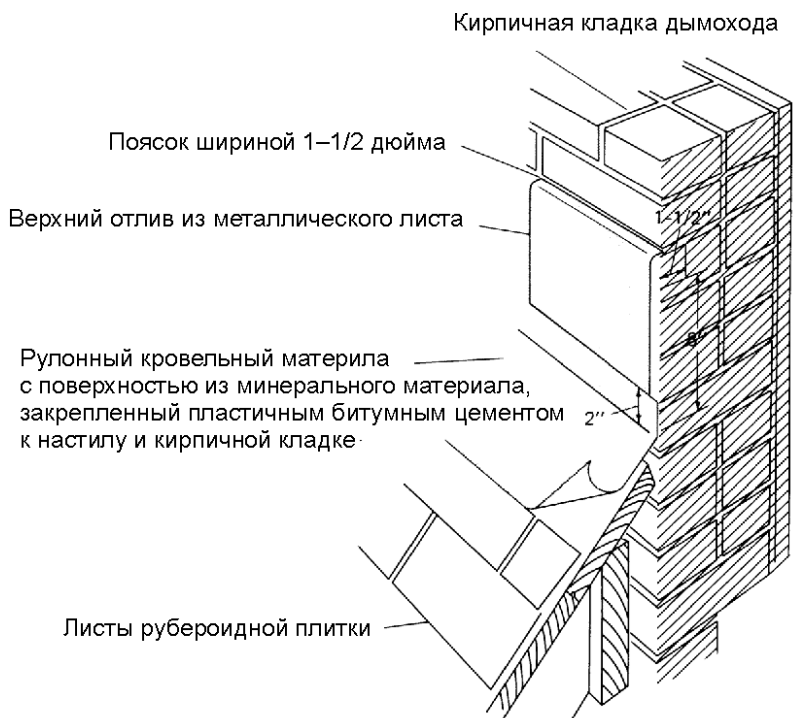 Кирпичная кладка дымохода
Поясок шириной 1–1/2 дюйма
Верхний отлив из металлического листа
1-1/2"
8"
Рулонный кровельный материла
с поверхностью из минерального материала,
закрепленный пластичным битумным цементом
к настилу и кирпичной кладке
2"
Листы рубероидной плитки